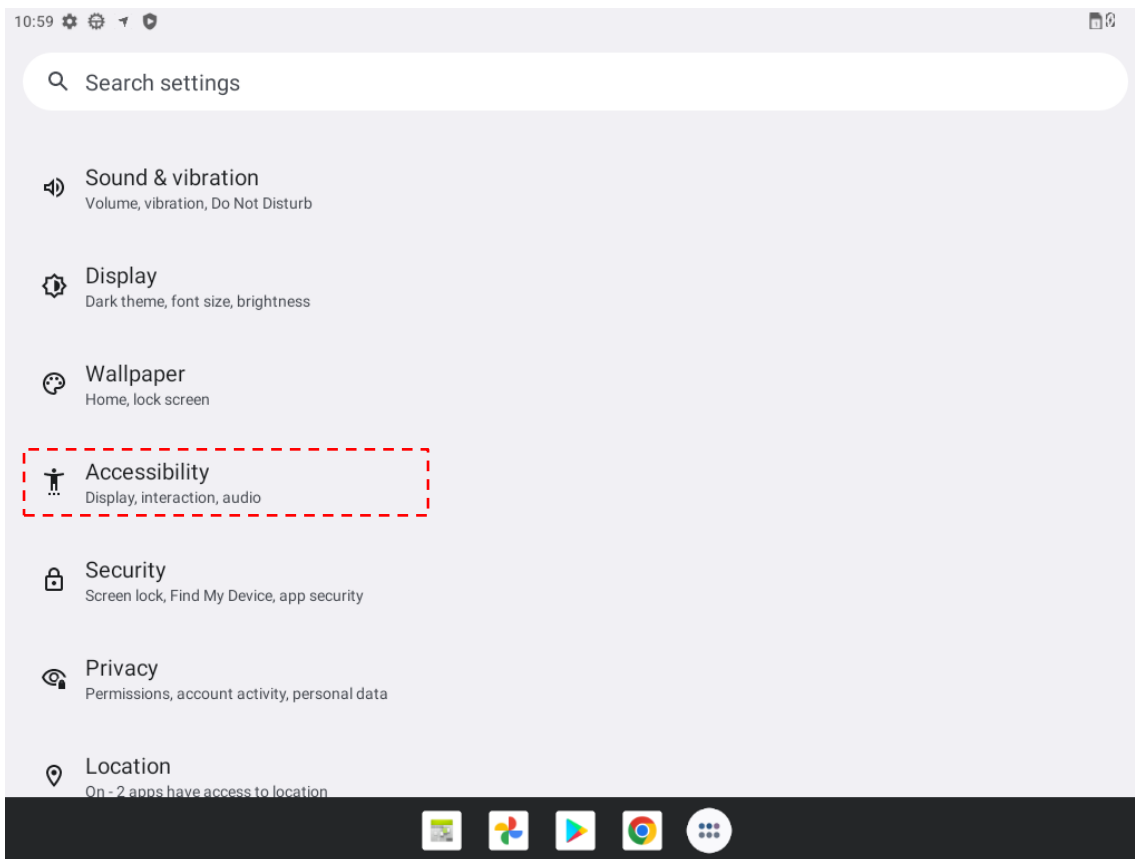 10:59
Search settings
Sound & vibration
Volume, vibration, Do Not Disturb
Display
Dark theme, font size, brightness
Wallpaper
Home, lock screen
Accessibility
Display, interaction, audio
Security
Screen lock, Find My Device, app security
Privacy
Permissions, account activity, personal data
Location
On - 2 apps have access to location